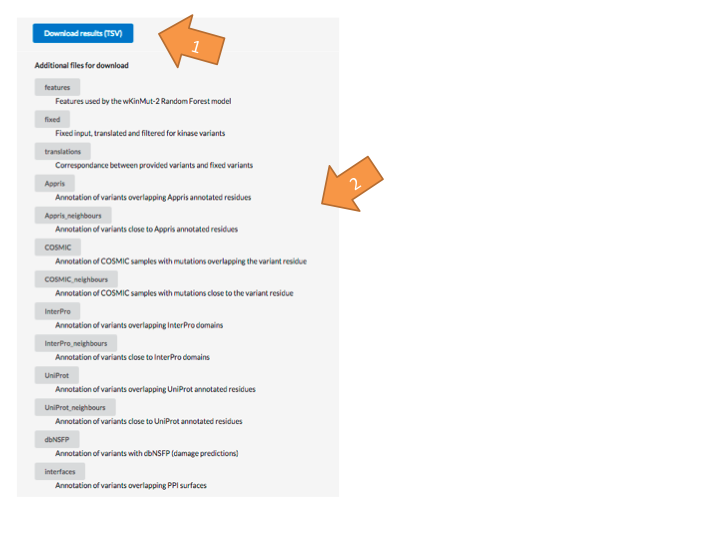 Download results (TSV)
1
Additional files for download
features
Features used by the wKinMut-2 Random Forest model
fixed
Fixed input, translated and filtered for kinase variants
translations
Correspondance between provided variants and fixed variants
Appris
Annotation of variants overlapping Appris annotated residues
2
Appris_neighbours
Annotation of variants close to Appris annotated residues
COSMIC
Annotation of COSMIC samples with mutations overlapping the variant residue
COSMIC_neighbours
Annotation of COSMIC samples with mutations close to the variant residue
InterPro
Annotation of variants overlapping InterPro domains
InterPro_neighbours
Annotation of variants close to InterPro domains
UniProt
Annotation of variants overlapping UniProt annotated residues
UniProt_neighbours
Annotation of variants close to UniProt annotated residues
dbNSFP
Annotation of variants with dbNSFP (damage predictions)
interfaces
Annotation of variants overlapping PPI surfaces